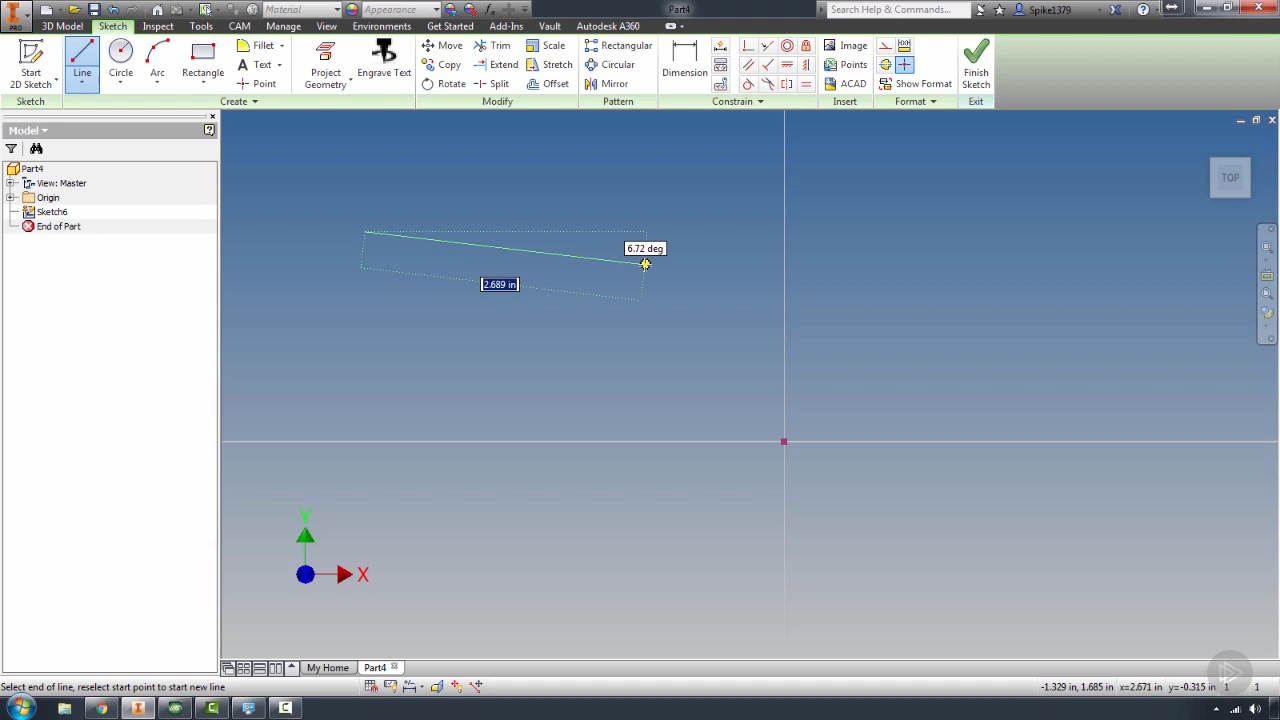 PRO
Material
Appearance
Part4
Search Help & Commands...
Spike1379
3D Model Sketch Inspect Tools CAM Manage View Environments Get Started Add-Ins Vault Autodesk A360
Start
2D Sketch
Line
Circle
Arc
Rectangle
Fillet
Text
Point
Project
Geometry
Engrave Text
Move Trim Scale
Copy Extend Stretch
Rotate Split Offset
Rectangular
Circular
Mirror
Dimension
Image
Points
ACAD
Show Format
Finish
Sketch
Sketch Create Modify Pattern Constrain Insert Format Exit
Model
Part4
View: Master
Origin
Sketch6
End of Part
TOP
6.72 deg
2.689 in
Y
X
My Home Part4
Select end of line, reselect start point to start new line
-1.329 in, 1.685 in x=2.671 in y=-0.315 in 1 1